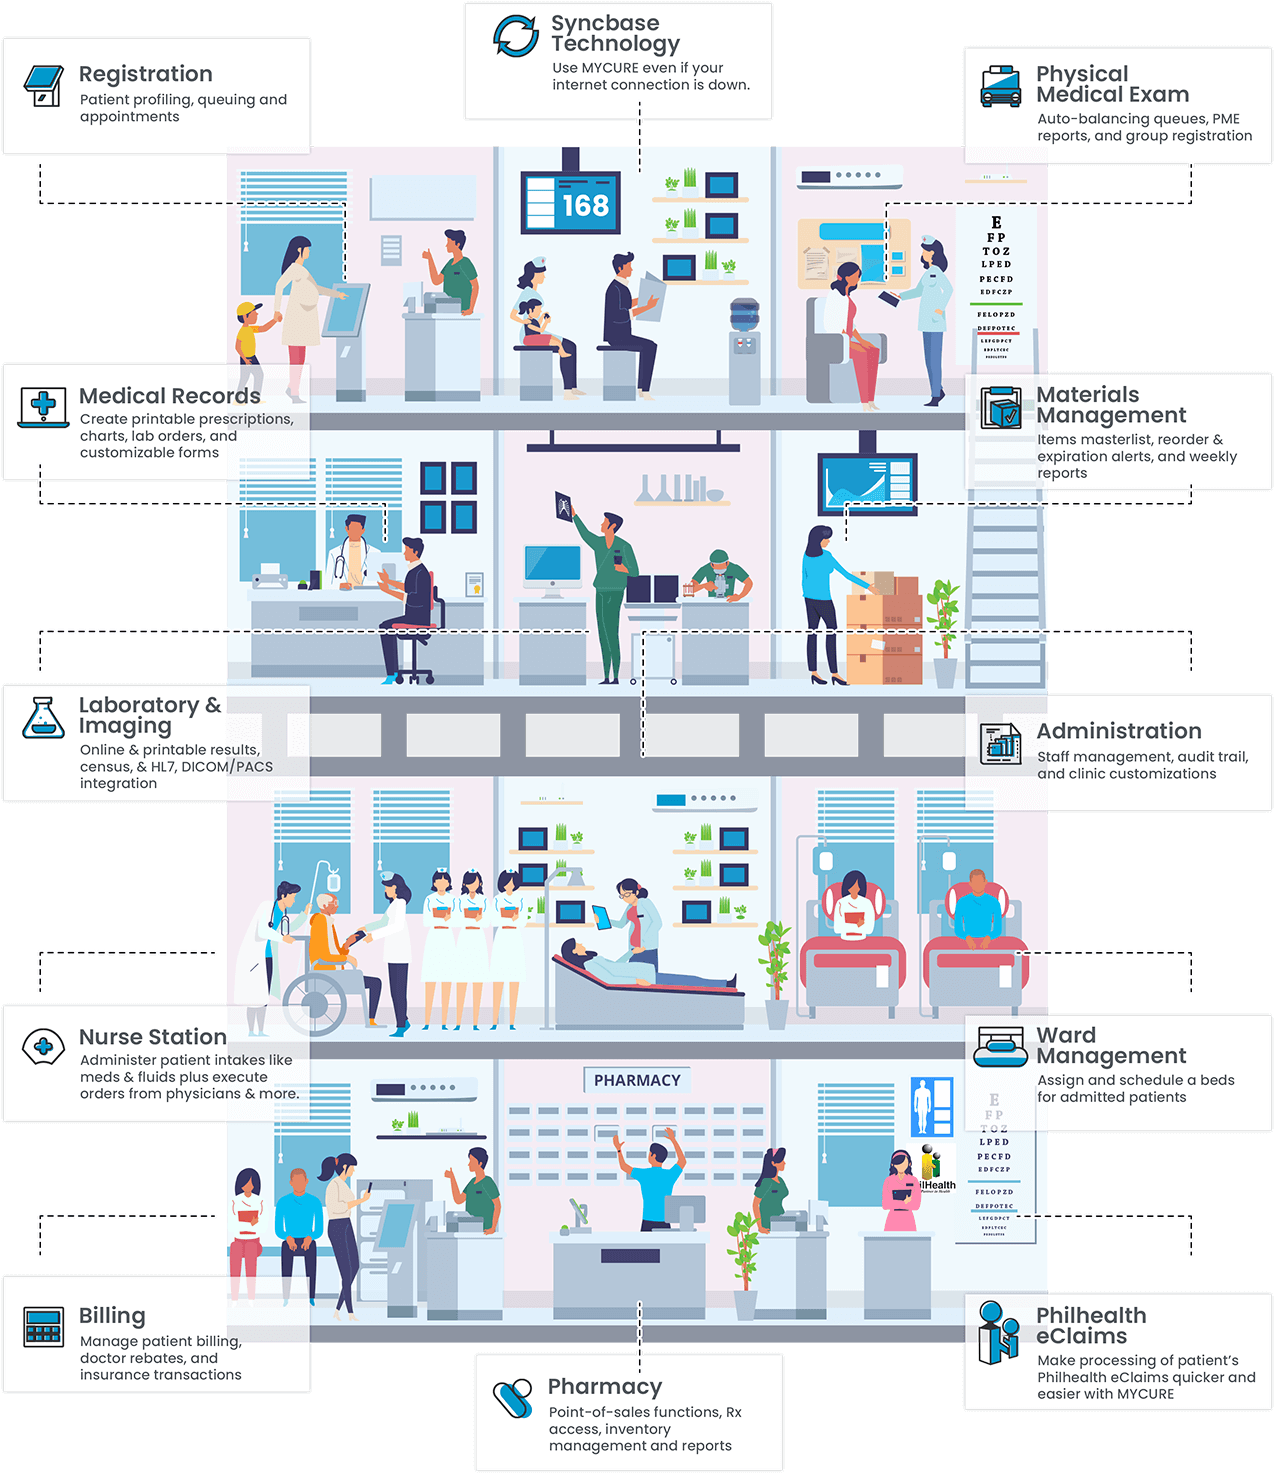 Syncbase
Technology
Use MYCURE even if your
internet connection is down.
Registration
Patient profiling, queuing and
appointments
Physical
Medical Exam
Auto-balancing queues, PME
reports, and group registration
168
E
F P
T O Z
L P E D
P E C F D
E D F C Z P
F E L O P Z D
D E F P O T E C
L E F G D P C T
Medical Records
Create printable prescriptions,
charts, lab orders, and
customizable forms
Materials
Management
Items masterlist, reorder &
expiration alerts, and weekly
reports
Laboratory &
Imaging
Online & printable results,
census, & HL7, DICOM/PACS
integration
Administration
Staff management, audit trail,
and clinic customizations
Nurse Station
Administer patient intakes like
meds & fluids plus execute
orders from physicians & more.
Ward
Management
Assign and schedule a beds
for admitted patients
PHARMACY
E
F P
T O Z
L P E D
P E C F D
E D F C Z P
F E L O P Z D
D E F P O T E C
L E F G D P C T
ilHealth
Partner in Health
Billing
Manage patient billing,
doctor rebates, and
insurance transactions
Philhealth
eClaims
Make processing of patient's
Philhealth eClaims quicker and
easier with MYCURE
Pharmacy
Point-of-sales functions, Rx
access, inventory
management and reports